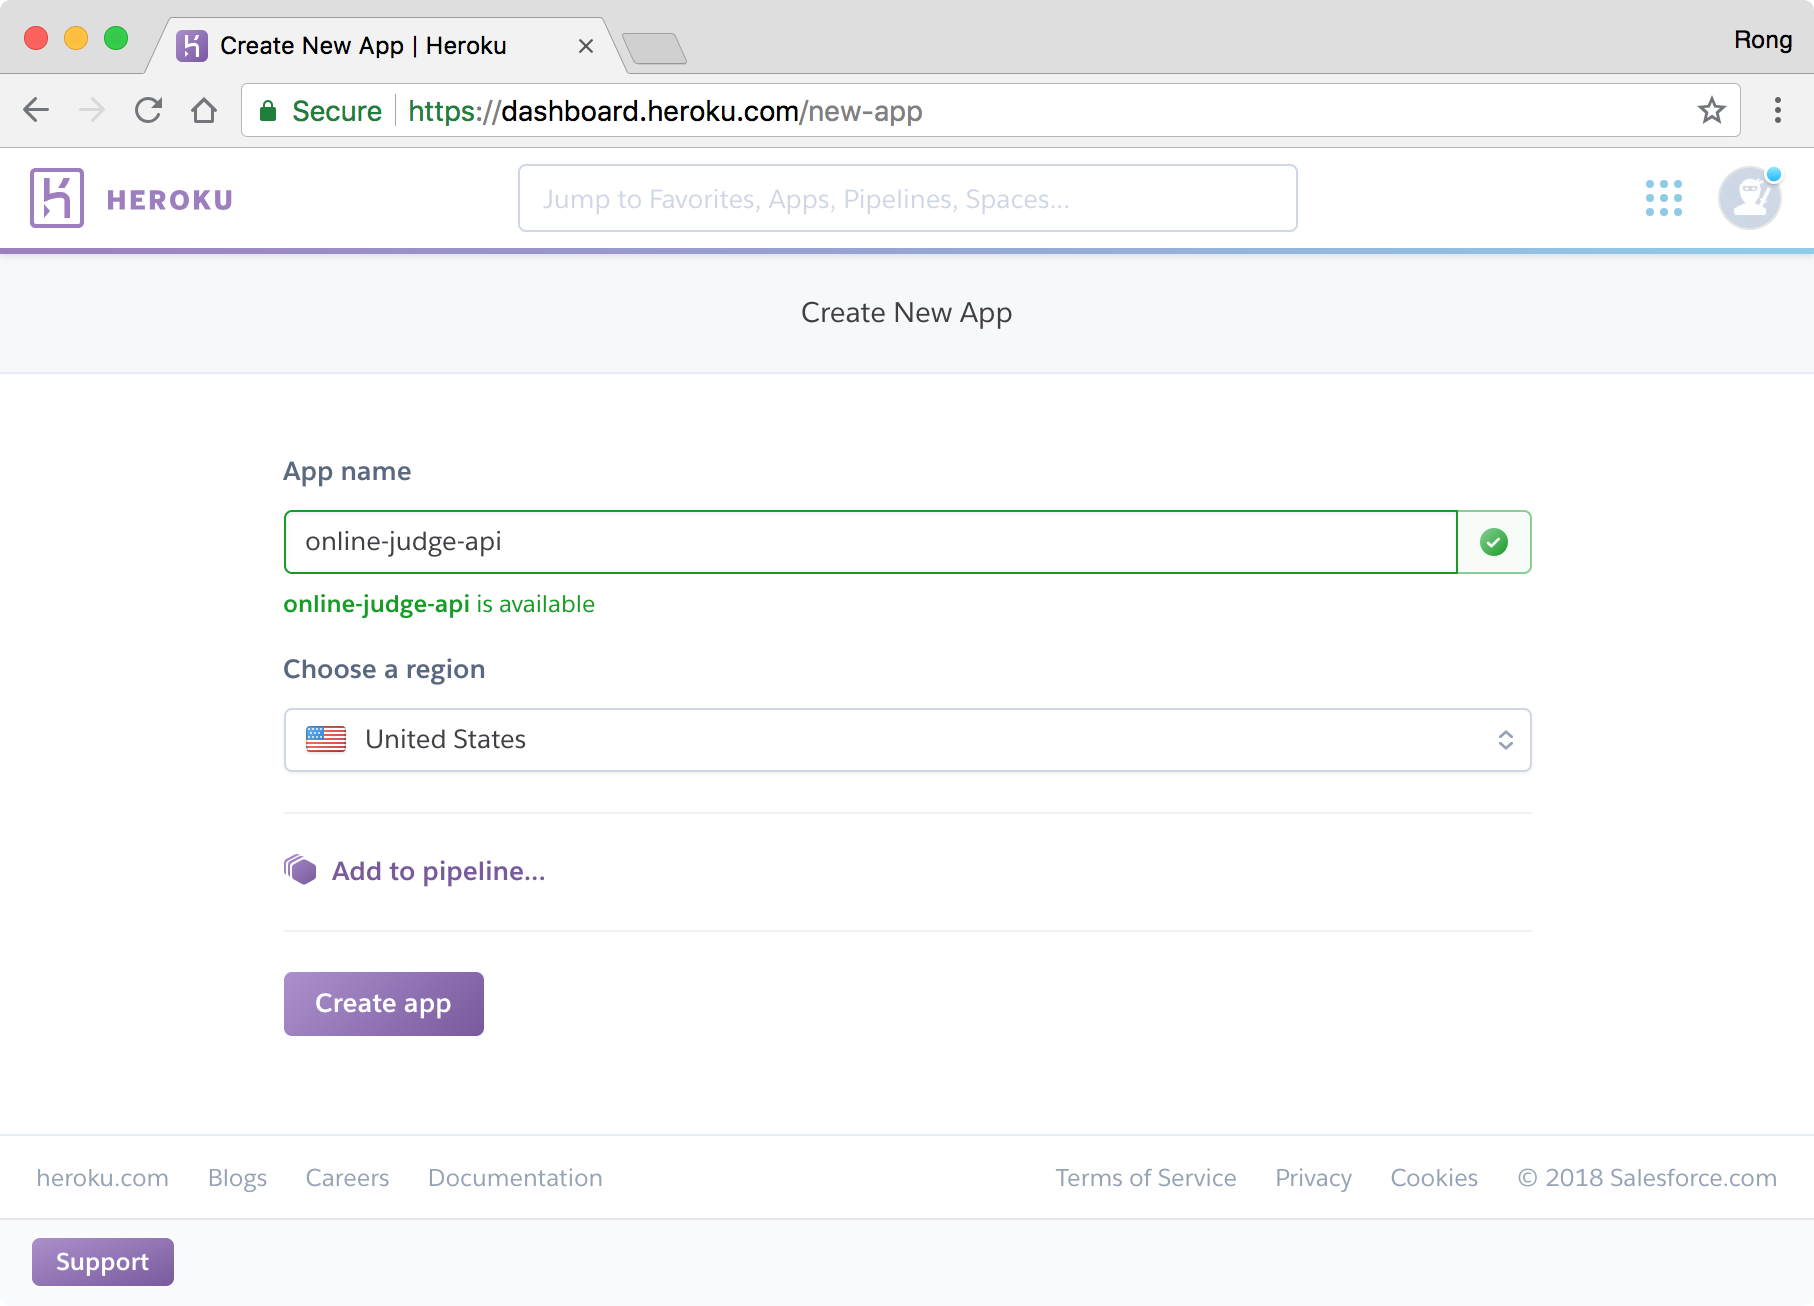 Create New App | Heroku
Rong
Secure https://dashboard.heroku.com/new-app
HEROKU
Jump to Favorites, Apps, Pipelines, Spaces...
Create New App
App name
online-judge-api
online-judge-api is available
Choose a region
United States
Add to pipeline...
Create app
heroku.com Blogs Careers Documentation Terms of Service Privacy Cookies © 2018 Salesforce.com
Support